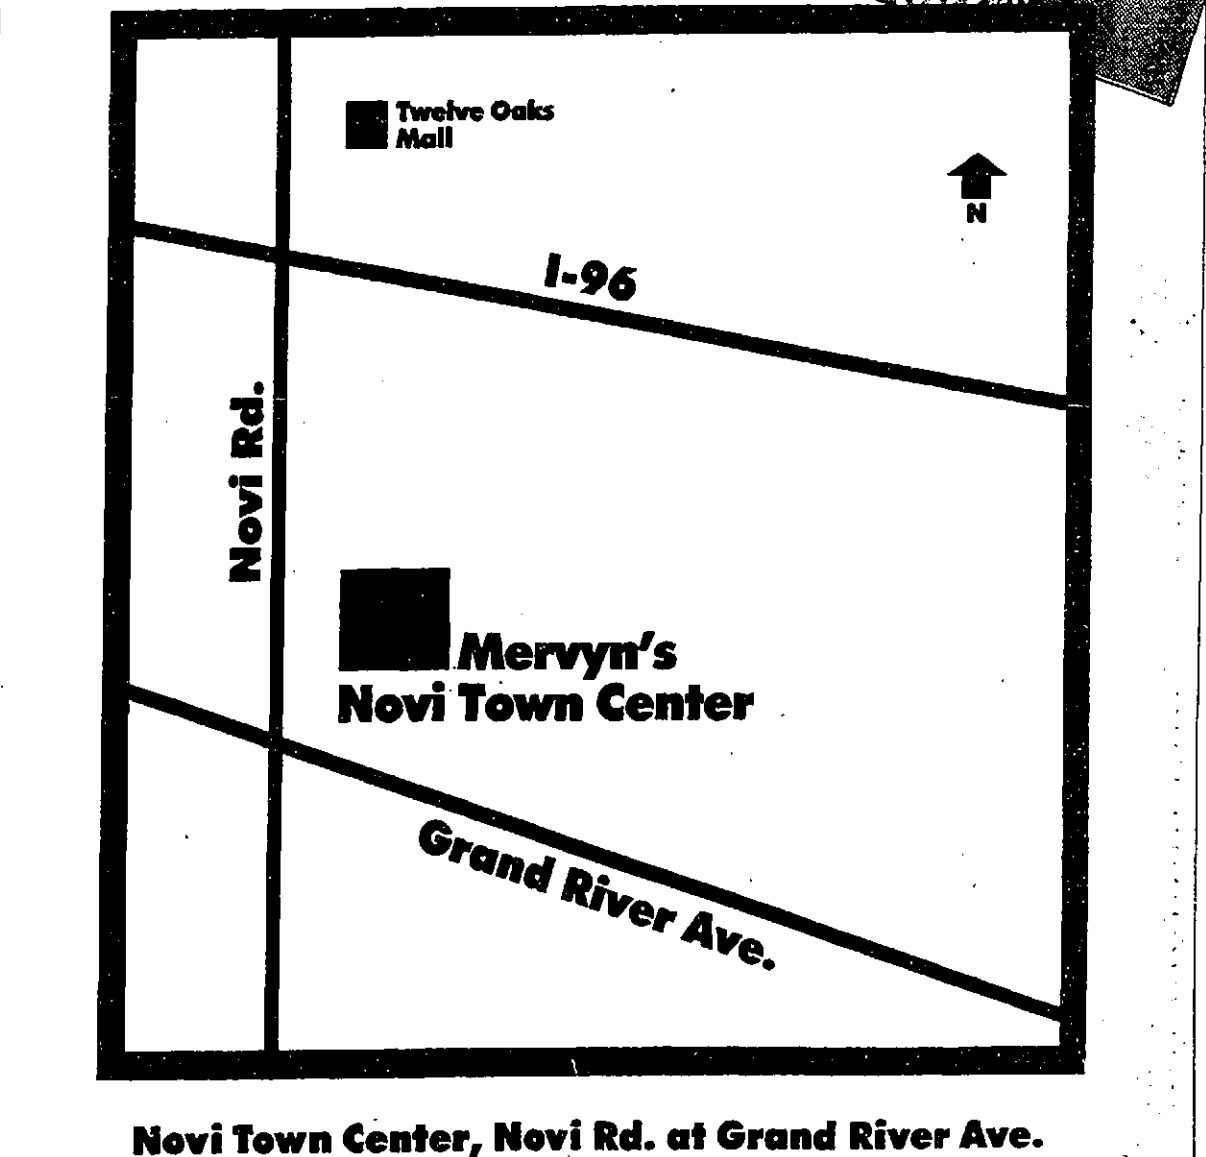 Twelve Oaks
Mall
N
I-96
Novi Rd.
Mervyn's
Novi Town Center
Grand River Ave.
Novi Town Center, Novi Rd. at Grand River Ave.